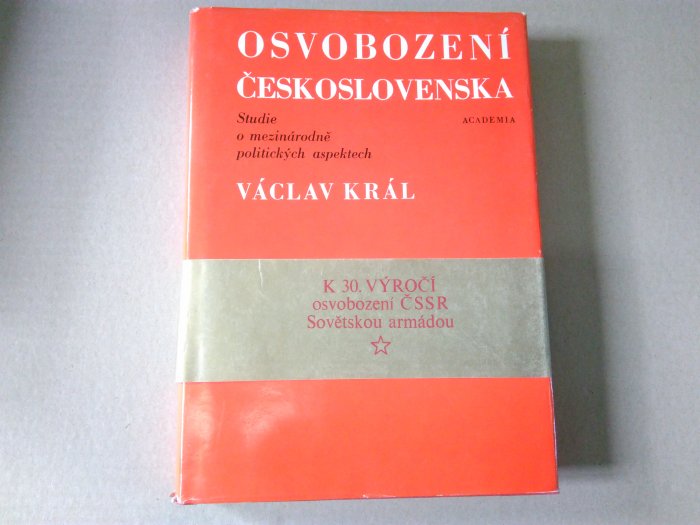 OSVOBOZENÍ
ČESKOSLOVENSKA
Studie
o mezinárodně
politických aspektech
ACADEMIA
VÁCLAV KRÁL
K 30. VÝROČÍ
osvobození ČSSR
Sovětskou armádou